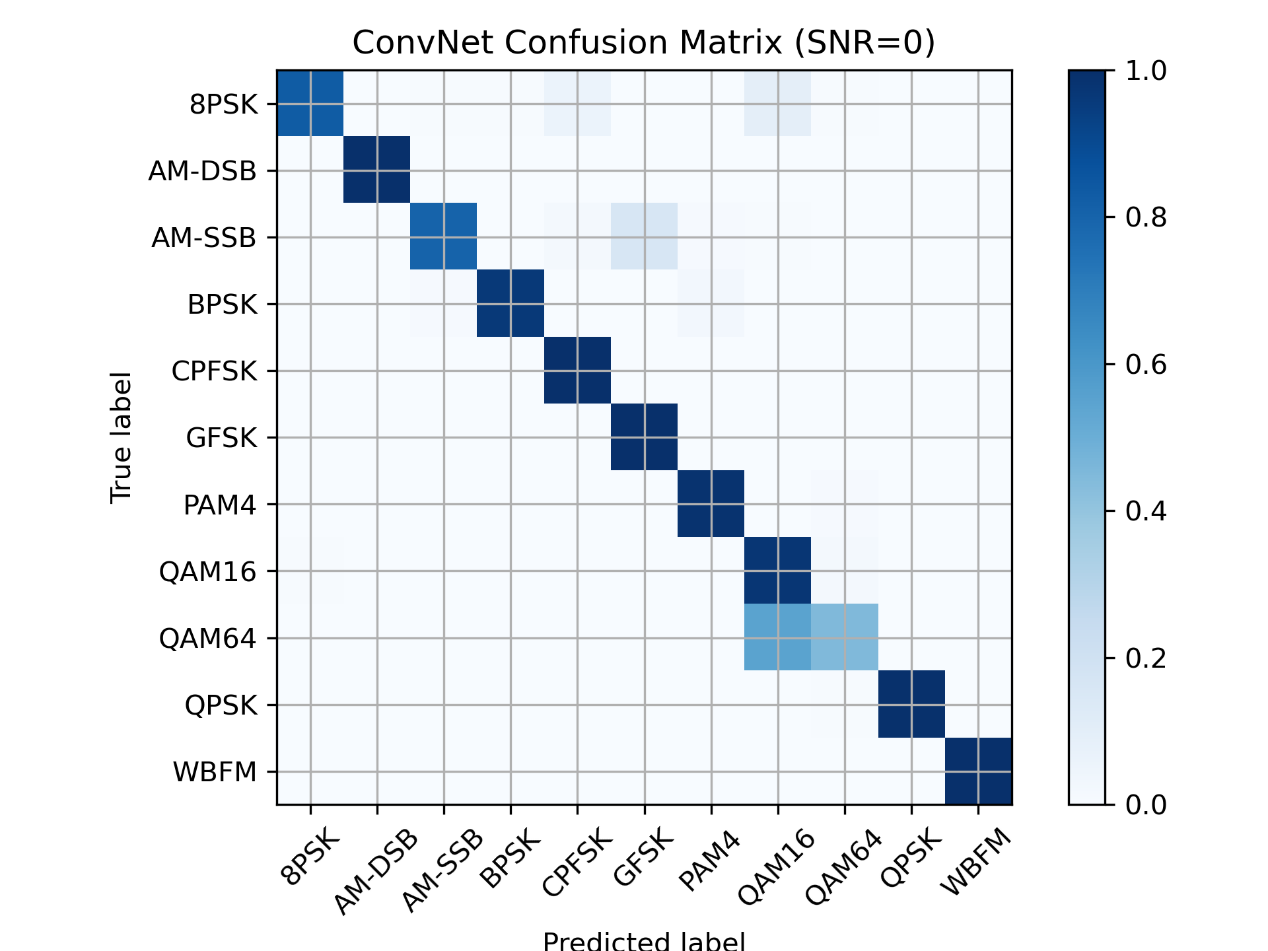 ConvNet Confusion Matrix (SNR=0)
True label
8PSK
AM-DSB
AM-SSB
BPSK
CPFSK
GFSK
PAM4
QAM16
QAM64
QPSK
WBFM
8PSK
AM-DSB
AM-SSB
BPSK
CPFSK
GFSK
PAM4
QAM16
QAM64
QPSK
WBFM
Predicted label
1.0
0.8
0.6
0.4
0.2
0.0